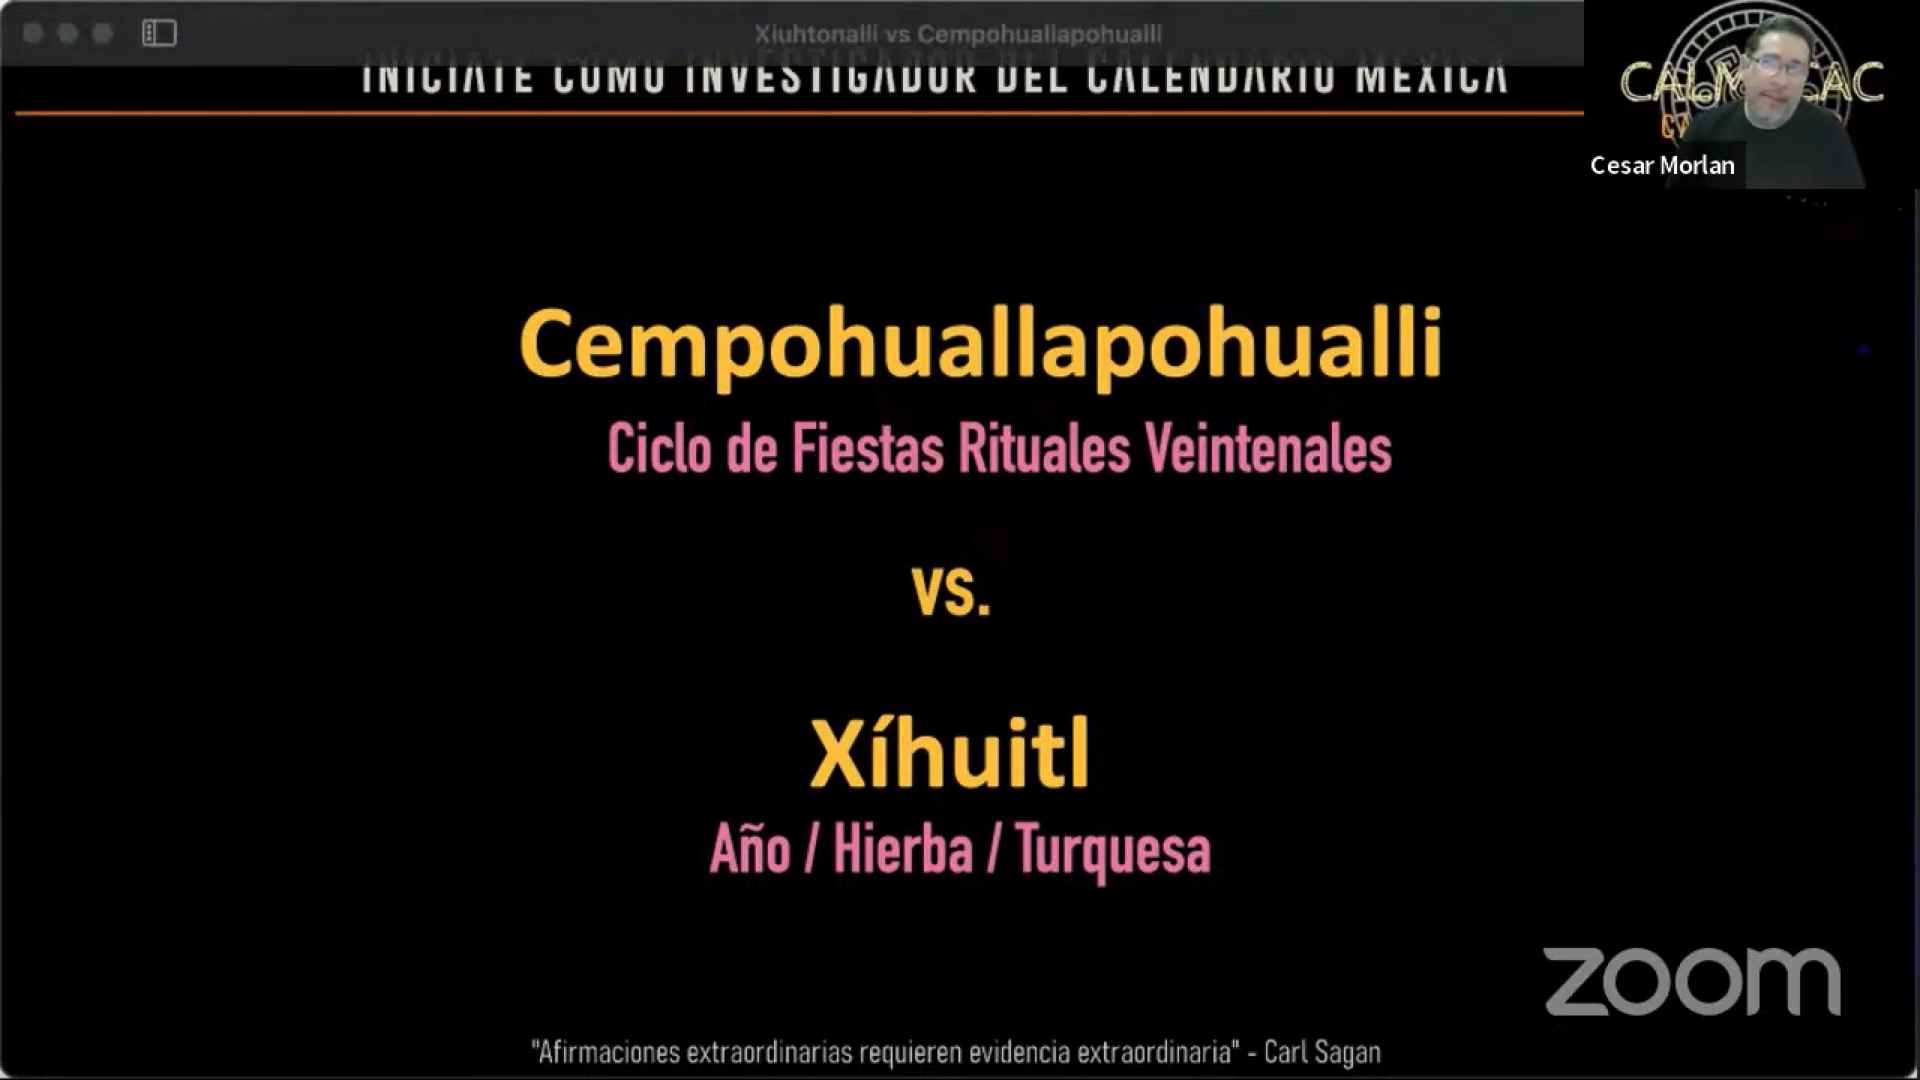 Xiuhtonalli vs Cempohuallapohualli
INICIATE COMO INVESTIGADOR DEL CALENDARIO MEXICA
Cesar Morlan
Cempohuallapohualli
Ciclo de Fiestas Rituales Veintenales
vs.
Xíhuitl
Año / Hierba / Turquesa
zoom
"Afirmaciones extraordinarias requieren evidencia extraordinaria" - Carl Sagan